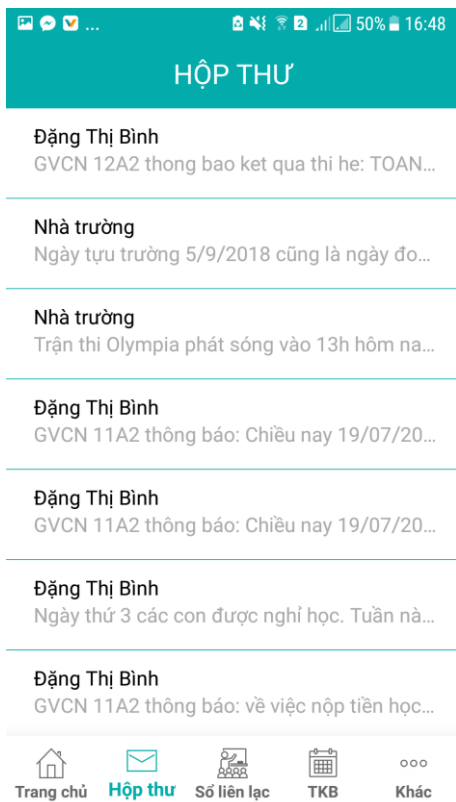 ... 2 50% 16:48
HỘP THƯ
Đặng Thị Bình
GVCN 12A2 thong bao ket qua thi he: TOAN...
Nhà trường
Ngày tựu trường 5/9/2018 cũng là ngày đo...
Nhà trường
Trận thi Olympia phát sóng vào 13h hôm na...
Đặng Thị Bình
GVCN 11A2 thông báo: Chiều nay 19/07/20...
Đặng Thị Bình
GVCN 11A2 thông báo: Chiều nay 19/07/20...
Đặng Thị Bình
Ngày thứ 3 các con được nghỉ học. Tuần nà...
Đặng Thị Bình
GVCN 11A2 thông báo: về việc nộp tiền học...
Trang chủ Hộp thư Sổ liên lạc TKB Khác